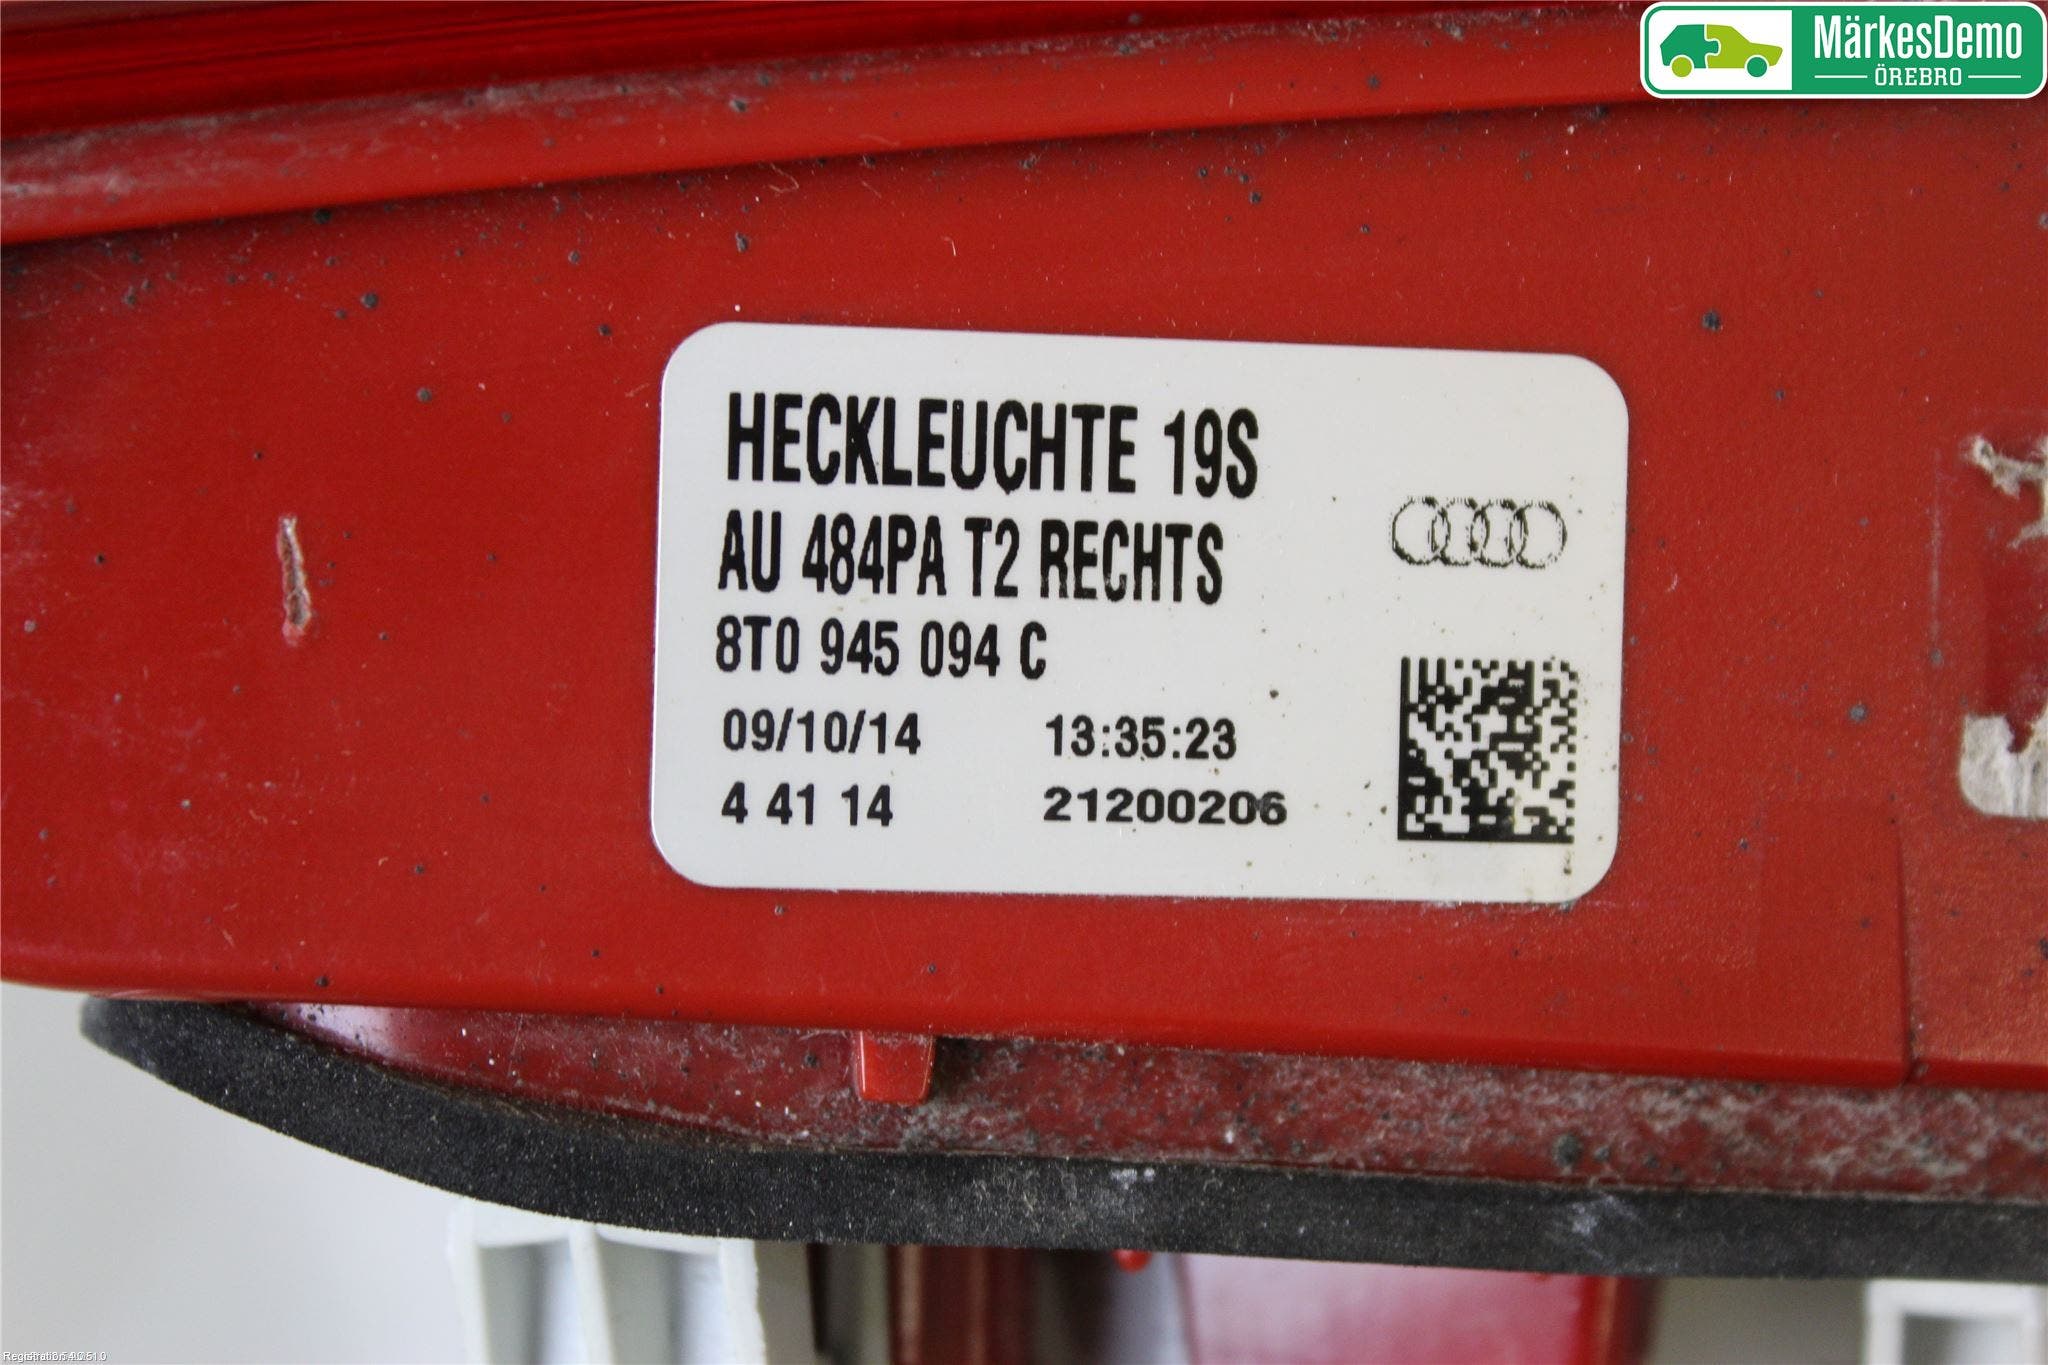 MärkesDemo
ÖREBRO
HECKLEUCHTE 19S
AU 484PA T2 RECHTS
8T0 945 094 C
09/10/14 13:35:23
4 41 14 21200206